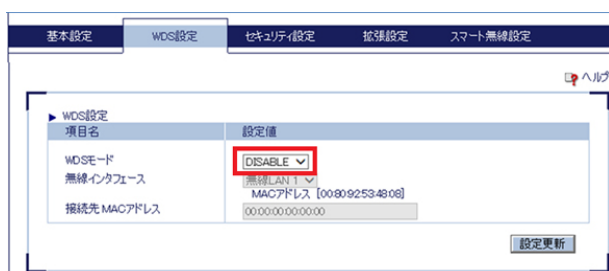 基本設定 WDS設定 セキュリティ設定 拡張設定 スマート無線設定
ヘルプ
WDS設定
項目名 設定値
WDSモード DISABLE
無線インタフェース 無線LAN 1
MACアドレス [00:80:92:53:48:08]
接続先 MACアドレス 00:00:00:00:00:00
設定更新